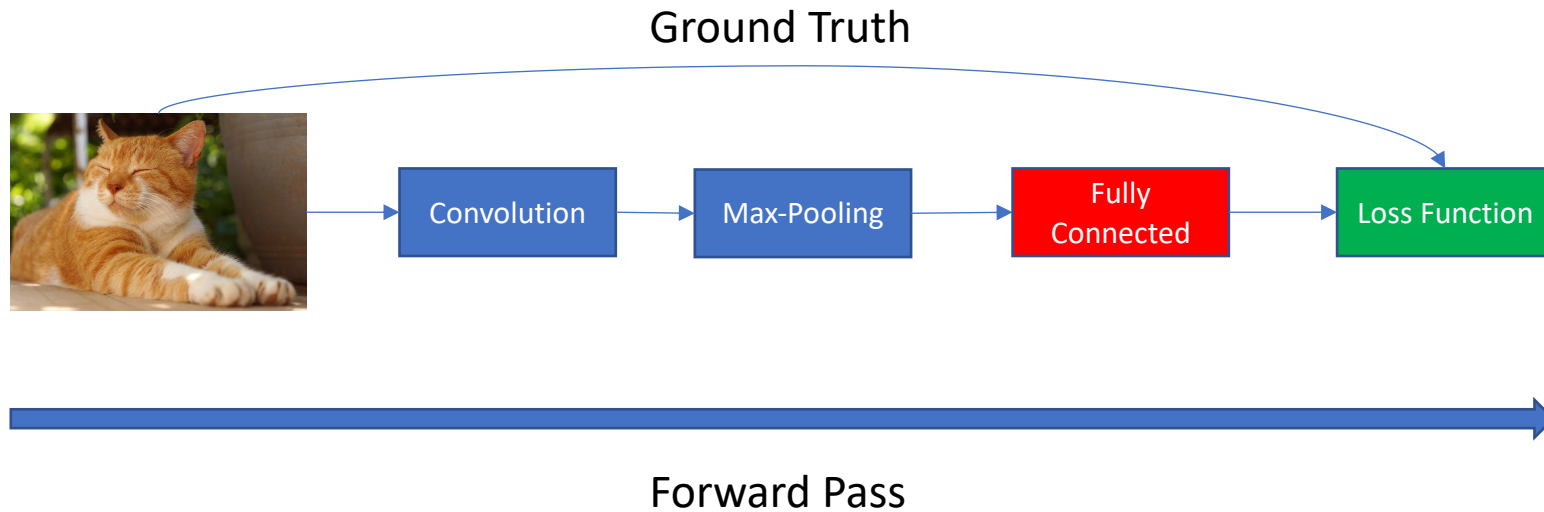 Ground Truth
Convolution
Max-Pooling
Fully
Connected
Loss Function
Forward Pass